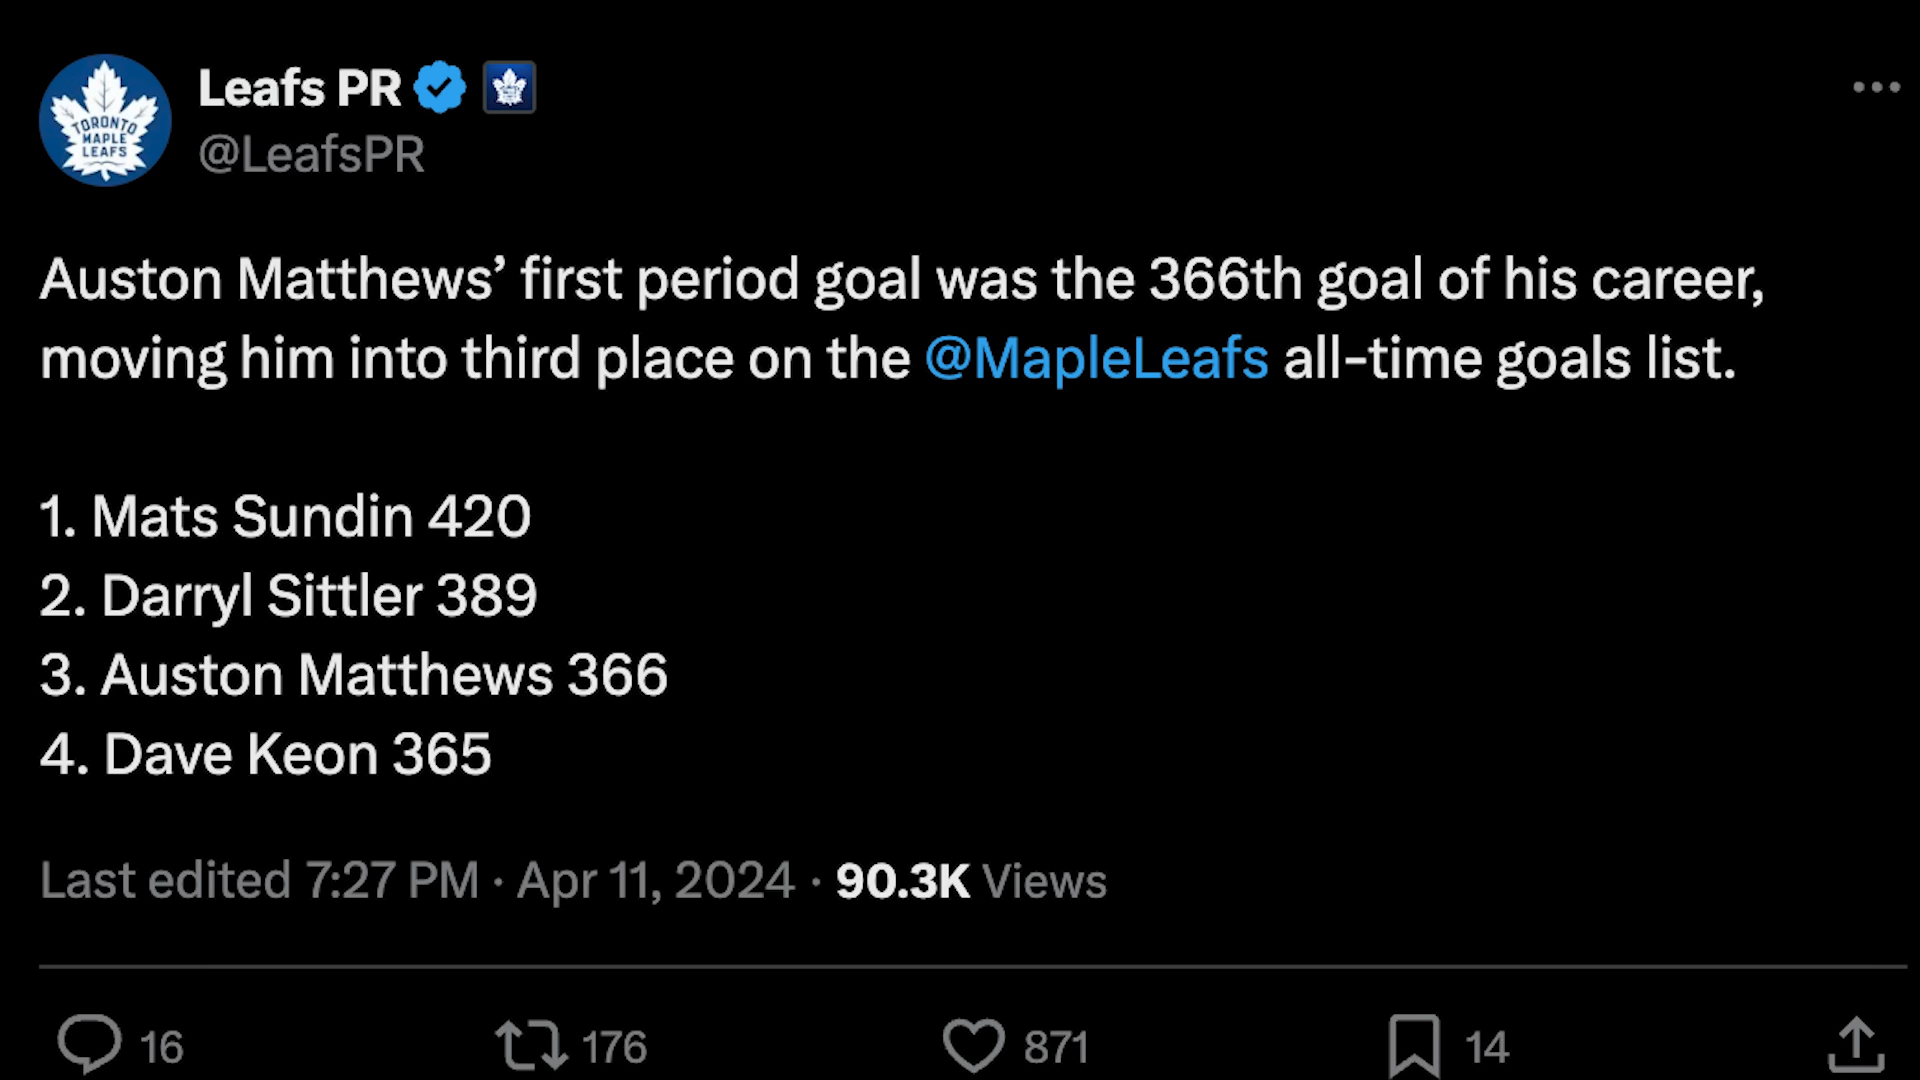 Leafs PR
@LeafsPR
TORONTO
MAPLE
LEAFS
Auston Matthews’ first period goal was the 366th goal of his career,
moving him into third place on the @MapleLeafs all-time goals list.
1. Mats Sundin 420
2. Darryl Sittler 389
3. Auston Matthews 366
4. Dave Keon 365
Last edited 7:27 PM · Apr 11, 2024 · 90.3K Views
16 176 871 14